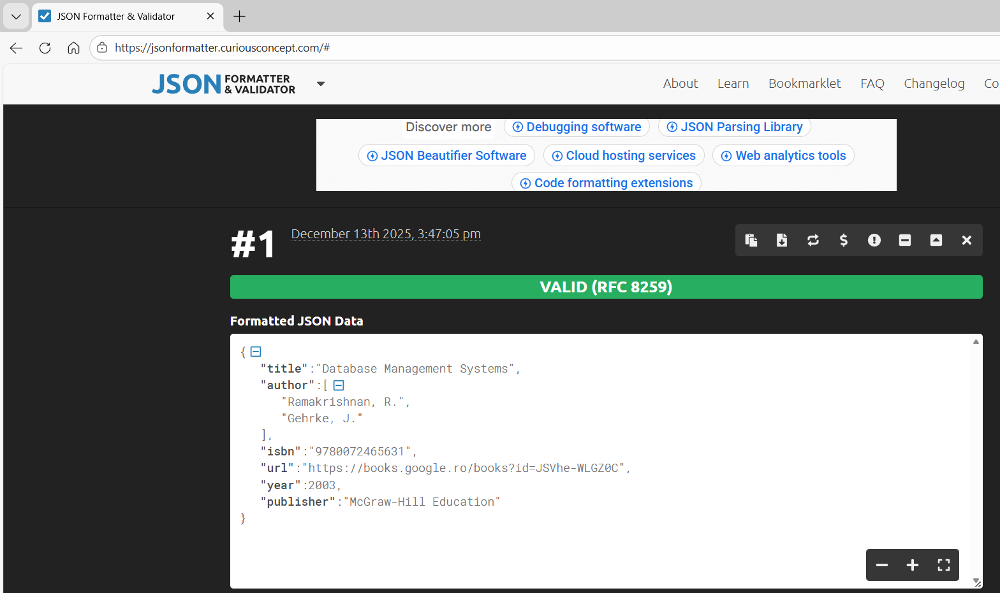 JSON Formatter & Validator
https://jsonformatter.curiousconcept.com/#
JSON FORMATTER & VALIDATOR
About Learn Bookmarklet FAQ Changelog Co
Discover more Debugging software JSON Parsing Library
JSON Beautifier Software Cloud hosting services Web analytics tools
Code formatting extensions
#1 December 13th 2025, 3:47:05 pm
VALID (RFC 8259)
Formatted JSON Data
{
"title":"Database Management Systems",
"author":[
"Ramakrishnan, R.",
"Gehrke, J."
],
"isbn":"9780072465631",
"url":"https://books.google.ro/books?id=JSVhe-WLGZ0C",
"year":2003,
"publisher":"McGraw-Hill Education"
}